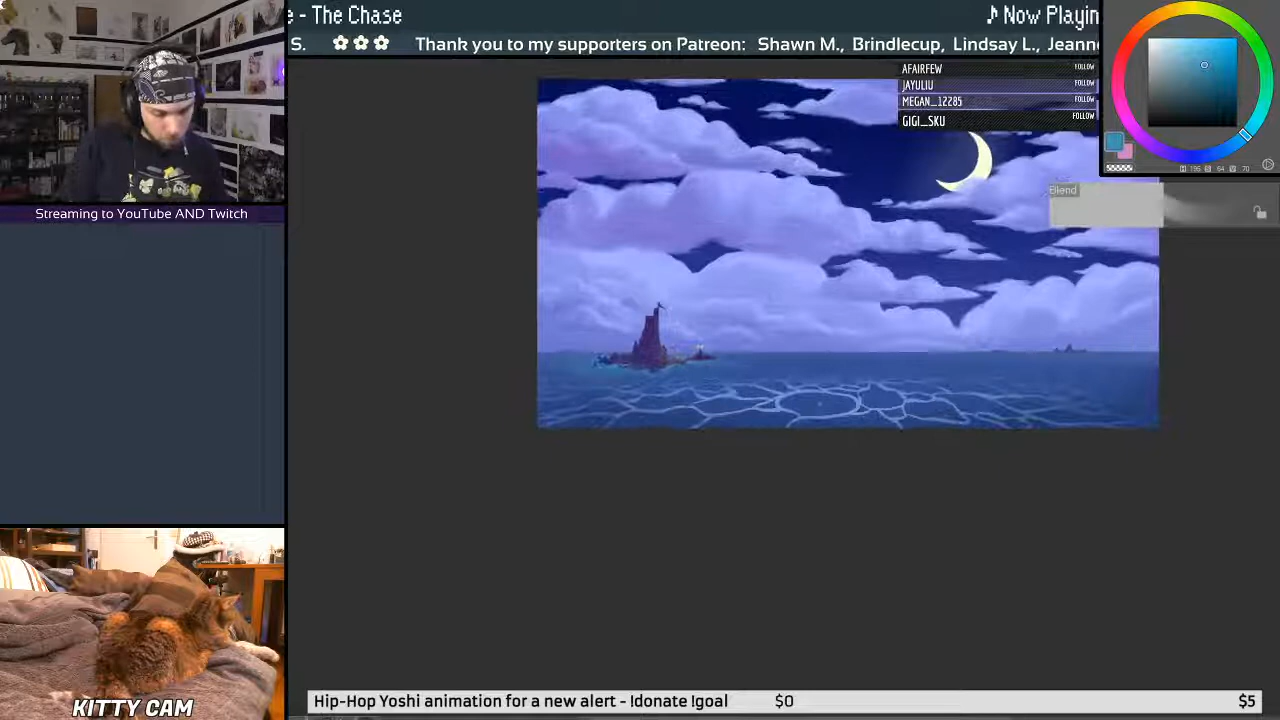 e - The Chase
♪ Now Playin
S. ✿ ✿ ✿ Thank you to my supporters on Patreon: Shawn M., Brindlecup, Lindsay L., Jeann
AFAIRFEW FOLLOW
JAYULIU FOLLOW
MEGAN_12285 FOLLOW
GIGI_SKU FOLLOW
Blend
Streaming to YouTube AND Twitch
KITTY CAM
Hip-Hop Yoshi animation for a new alert - !donate !goal $0 $5